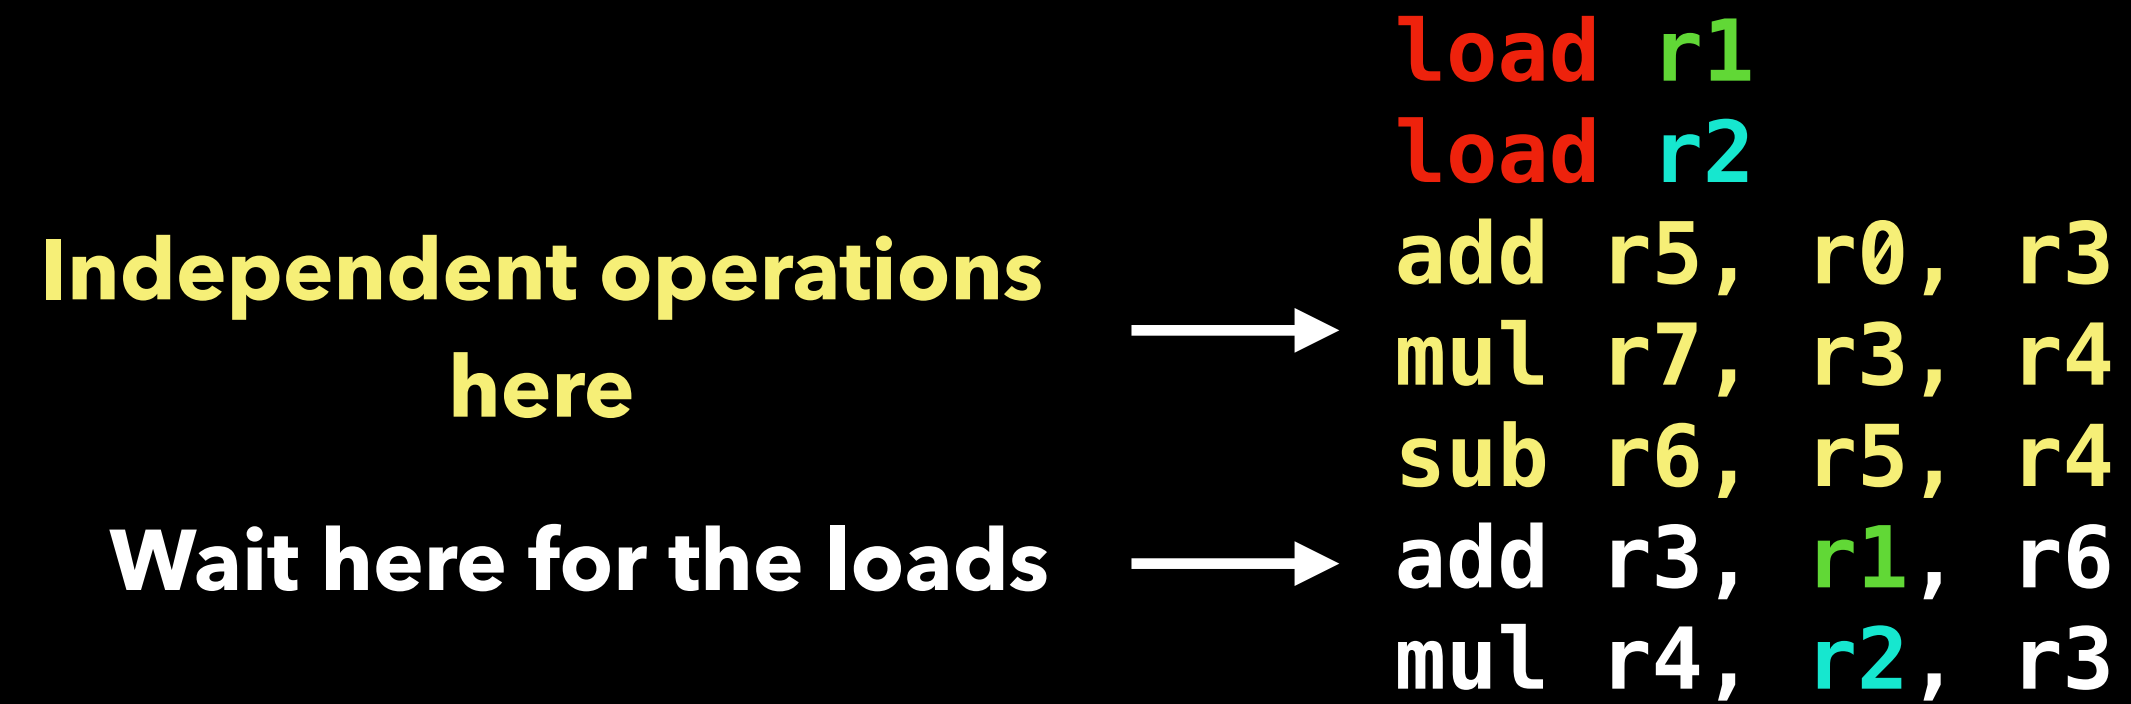 load r1
load r2
Independent operations
here
add r5, r0, r3
mul r7, r3, r4
sub r6, r5, r4
Wait here for the loads
add r3, r1, r6
mul r4, r2, r3